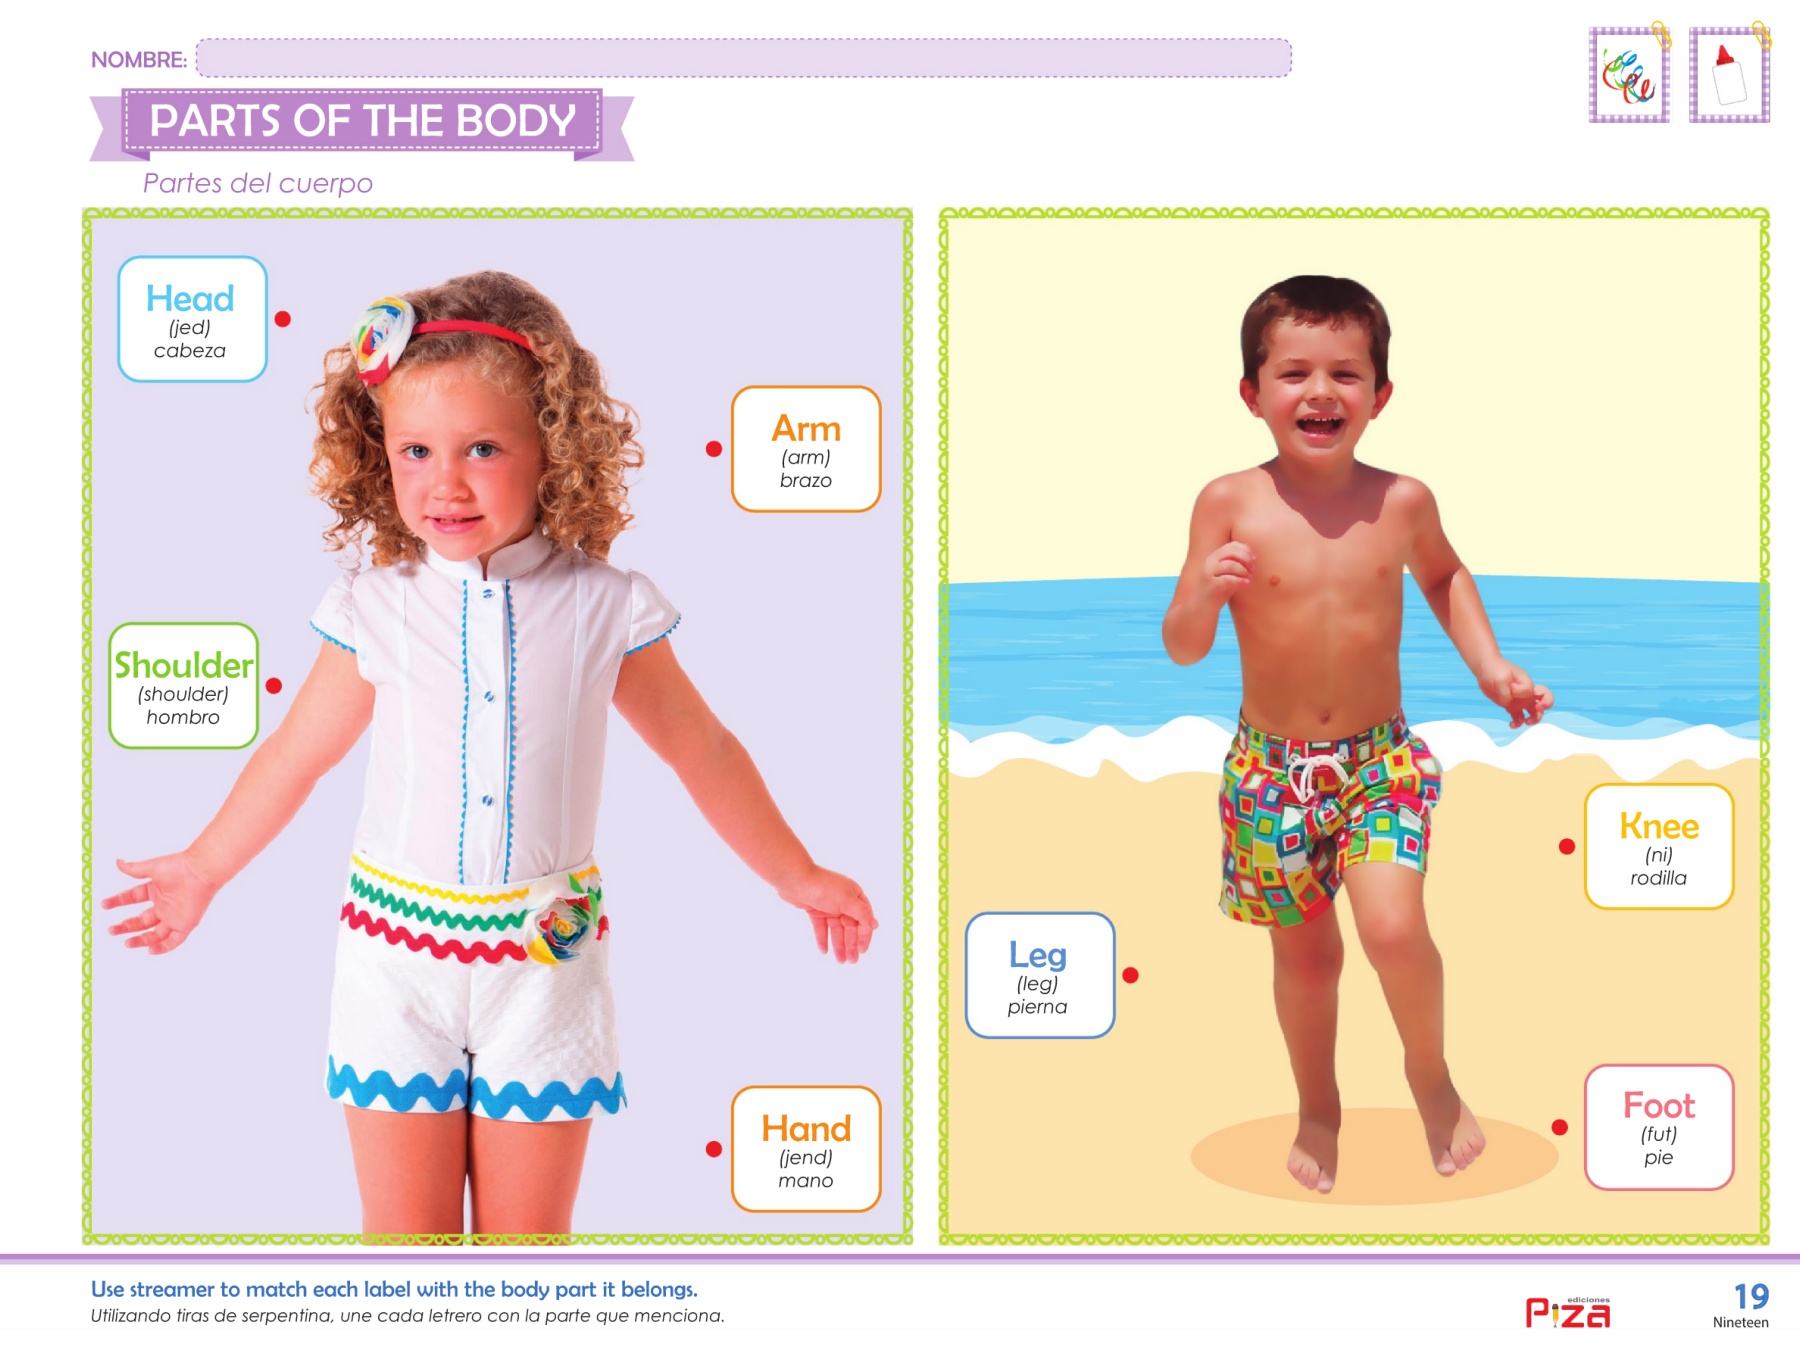 NOMBRE:
PARTS OF THE BODY
Partes del cuerpo
Head
(jed)
cabeza
Arm
(arm)
brazo
Shoulder
(shoulder)
hombro
Hand
(jend)
mano
Knee
(ni)
rodilla
Leg
(leg)
pierna
Foot
(fut)
pie
Use streamer to match each label with the body part it belongs.
Utilizando tiras de serpentina, une cada letrero con la parte que menciona.
ediciones
Piza
19
Nineteen